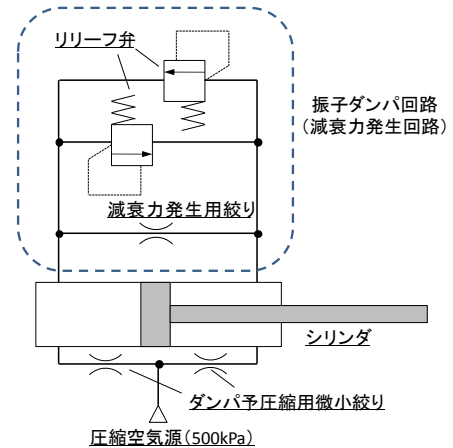 リリーフ弁
振子ダンパ回路
（減衰力発生回路）
減衰力発生用絞り
シリンダ
ダンパ予圧縮用微小絞り
圧縮空気源（500kPa）